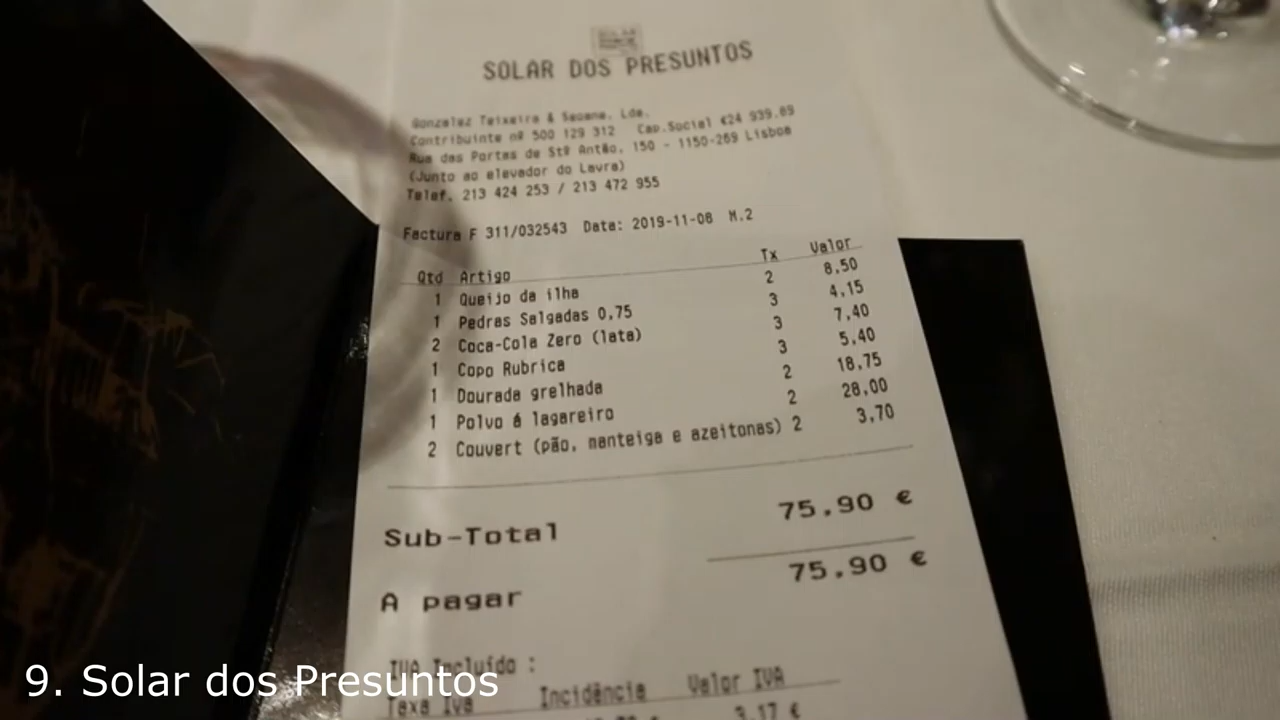 SOLAR DOS PRESUNTOS
Gonzalez Teixeira & Seoane, Lda.
Contribuinte nº 500 129 312 Cap.Social €24 939.89
Rua das Portas de Stº Antão, 150 - 1150-269 Lisboa
(Junto ao elevador do Lavra)
Telef. 213 424 253 / 213 472 955
Factura F 311/032543 Data: 2019-11-08 M.2
Qtd Artigo Tx Valor
1 Queijo da ilha 2 8,50
1 Pedras Salgadas 0,75 3 4,15
2 Coca-Cola Zero (lata) 3 7,40
1 Copo Rubrica 3 5,40
1 Dourada grelhada 2 18,75
1 Polvo á lagareiro 2 28,00
2 Couvert (pão, manteiga e azeitonas) 2 3,70
Sub-Total 75,90 €
A pagar 75,90 €
IVA Incluído :
Taxa Iva Incidência Valor IVA
3,17 €
9. Solar dos Presuntos